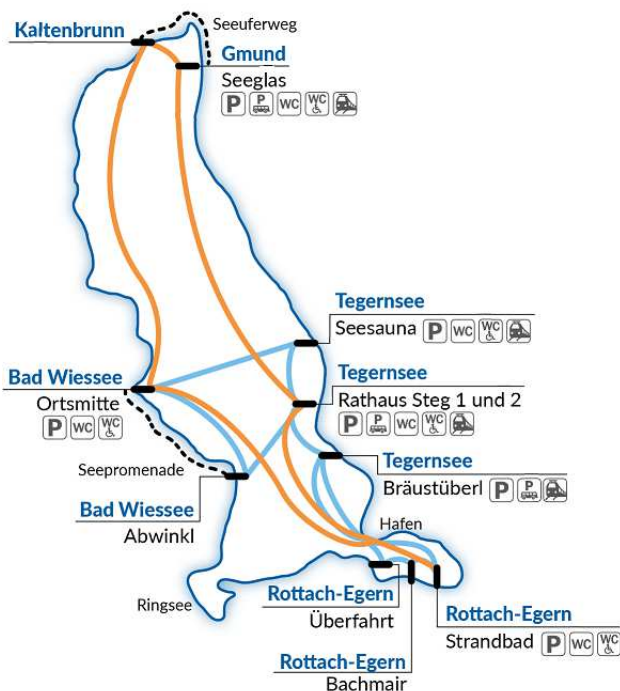 Seeuferweg
Kaltenbrunn
Gmund
Seeglas
P P WC WC
Tegernsee
Seesauna P WC WC
Bad Wiessee
Ortsmitte
P WC WC
Tegernsee
Rathaus Steg 1 und 2
P P WC WC
Seepromenade
Tegernsee
Bräustüberl P P
Bad Wiessee
Abwinkl
Hafen
Ringsee
Rottach-Egern
Überfahrt
Rottach-Egern
Strandbad P WC WC
Rottach-Egern
Bachmair